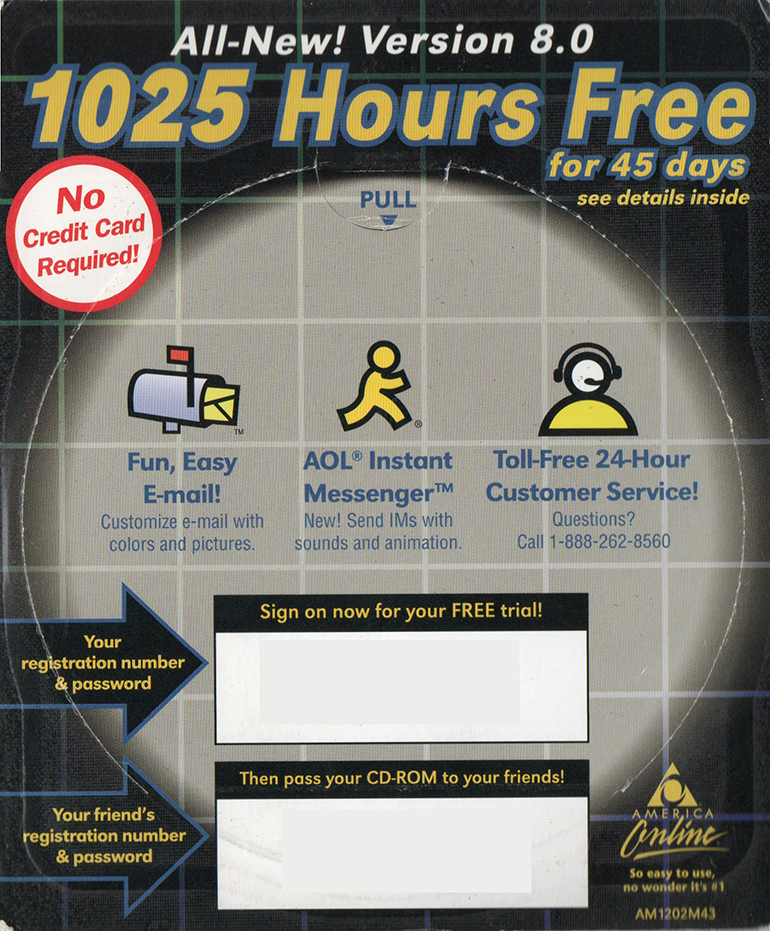 All-New! Version 8.0
1025 Hours Free
for 45 days
see details inside
No
Credit Card
Required!
PULL
TM
®
Fun, Easy
E-mail!
Customize e-mail with
colors and pictures.
AOL® Instant
Messenger™
New! Send IMs with
sounds and animation.
Toll-Free 24-Hour
Customer Service!
Questions?
Call 1-888-262-8560
Your
registration number
& password
Sign on now for your FREE trial!
Your friend's
registration number
& password
Then pass your CD-ROM to your friends!
AMERICA
Online
So easy to use,
no wonder it's #1
AM1202M43